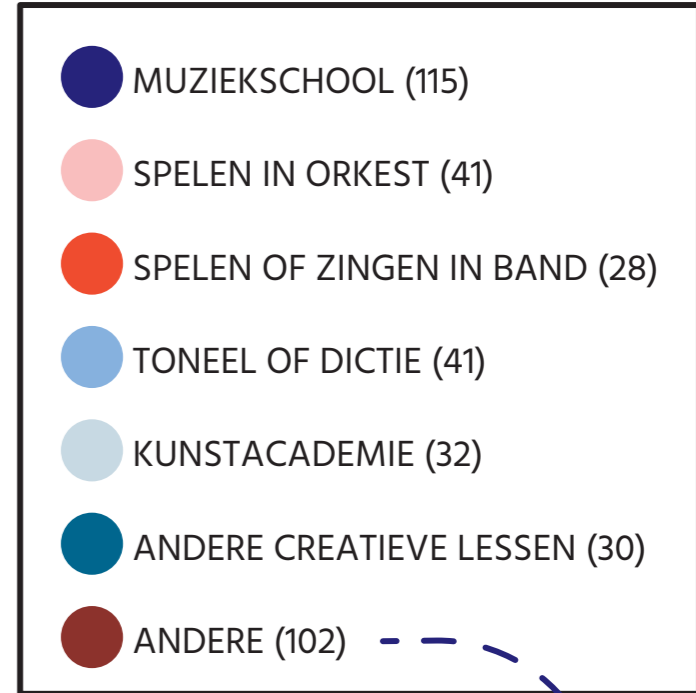 MUZIEKSCHOOL (115)
SPELEN IN ORKEST (41)
SPELEN OF ZINGEN IN BAND (28)
TONEEL OF DICTIE (41)
KUNSTACADEMIE (32)
ANDERE CREATIEVE LESSEN (30)
ANDERE (102)